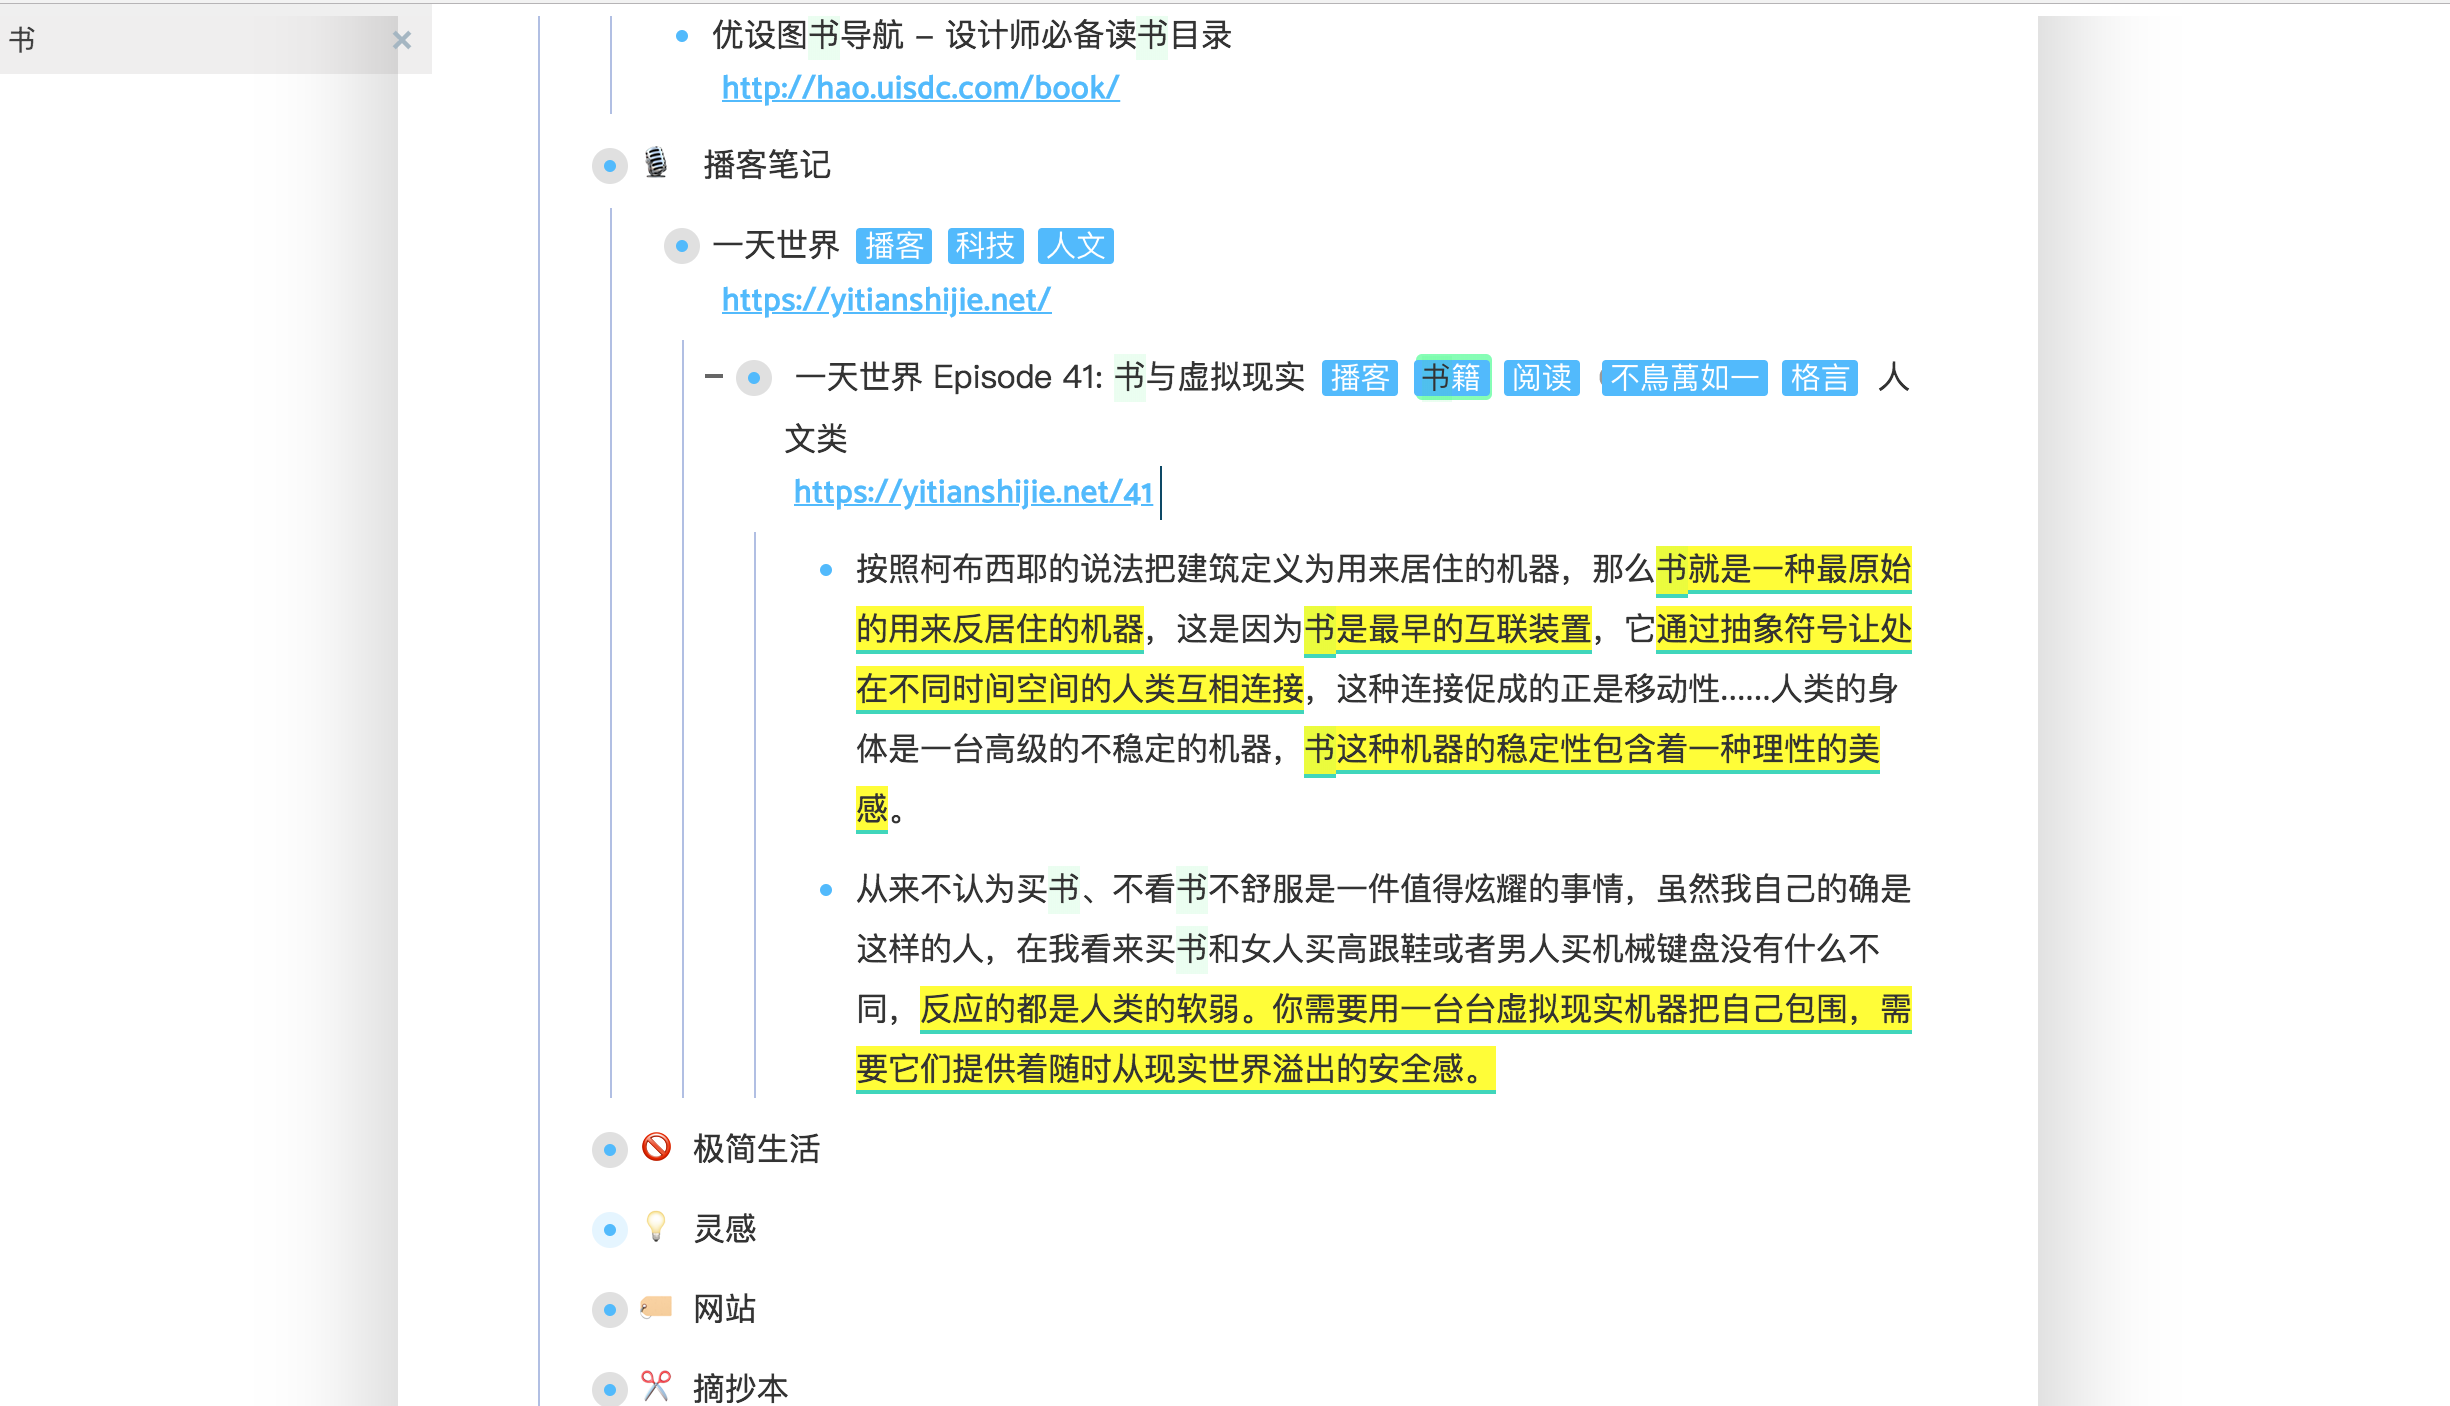 书
优设图书导航 – 设计师必备读书目录
http://hao.uisdc.com/book/
播客笔记
一天世界 播客 科技 人文
https://yitianshijie.net/
一天世界 Episode 41: 书与虚拟现实 播客 书籍 阅读 不鳥萬如一 格言 人
文类
https://yitianshijie.net/41
按照柯布西耶的说法把建筑定义为用来居住的机器，那么书就是一种最原始
的用来反居住的机器，这是因为书是最早的互联装置，它通过抽象符号让处
在不同时间空间的人类互相连接，这种连接促成的正是移动性……人类的身
体是一台高级的不稳定的机器，书这种机器的稳定性包含着一种理性的美
感。
从来不认为买书、不看书不舒服是一件值得炫耀的事情，虽然我自己的确是
这样的人，在我看来买书和女人买高跟鞋或者男人买机械键盘没有什么不
同，反应的都是人类的软弱。你需要用一台台虚拟现实机器把自己包围，需
要它们提供着随时从现实世界溢出的安全感。
极简生活
灵感
网站
摘抄本